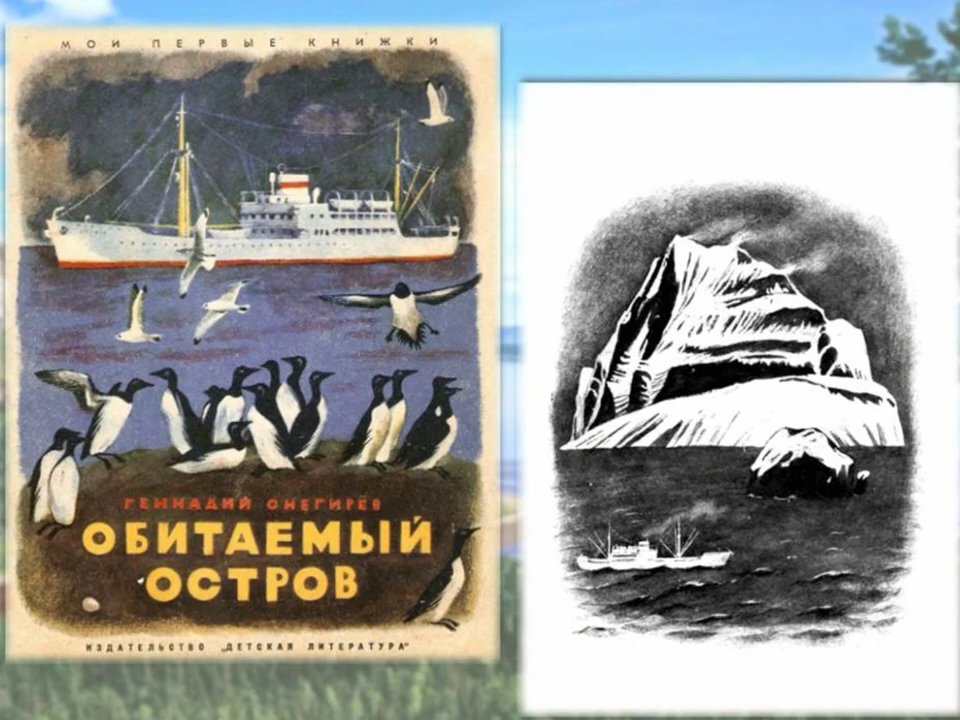 МОИ ПЕРВЫЕ КНИЖКИ
ГЕННАДИЙ СНЕГИРЁВ
ОБИТАЕМЫЙ
ОСТРОВ
ИЗДАТЕЛЬСТВО „ДЕТСКАЯ ЛИТЕРАТУРА"